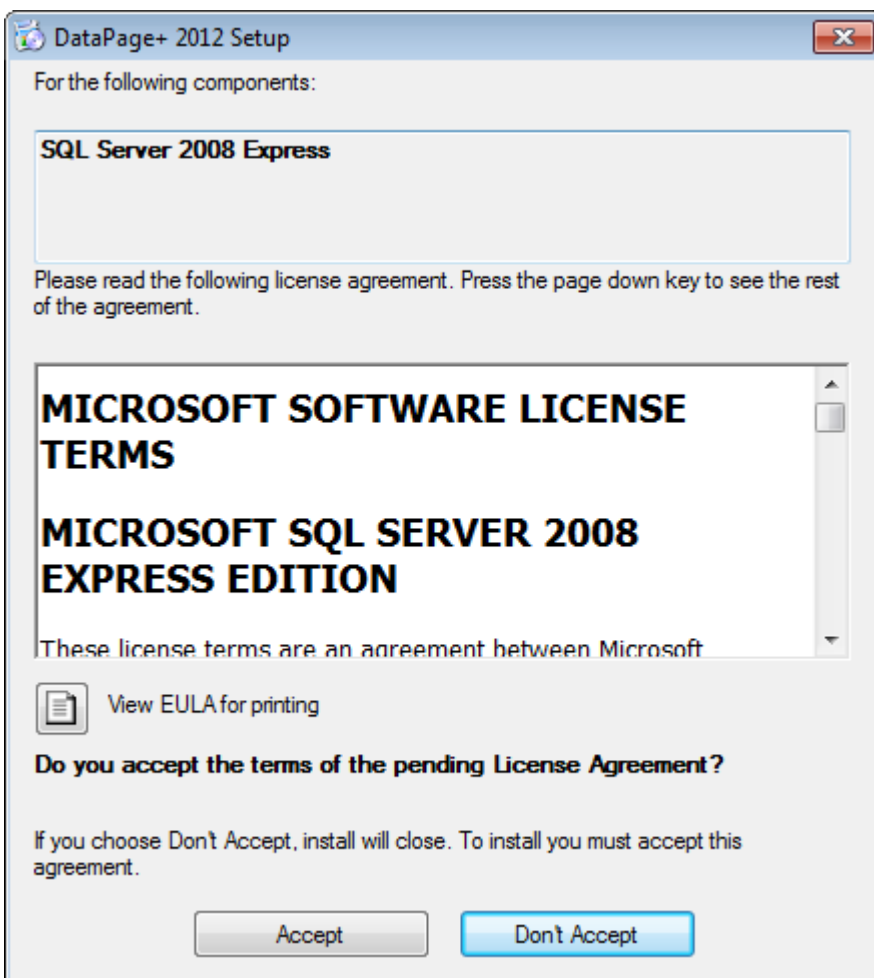 DataPage+ 2012 Setup
For the following components:
SQL Server 2008 Express
Please read the following license agreement. Press the page down key to see the rest
of the agreement.
MICROSOFT SOFTWARE LICENSE
TERMS
MICROSOFT SQL SERVER 2008
EXPRESS EDITION
These license terms are an agreement between Microsoft
View EULA for printing
Do you accept the terms of the pending License Agreement?
If you choose Don't Accept, install will close. To install you must accept this
agreement.
Accept
Don't Accept